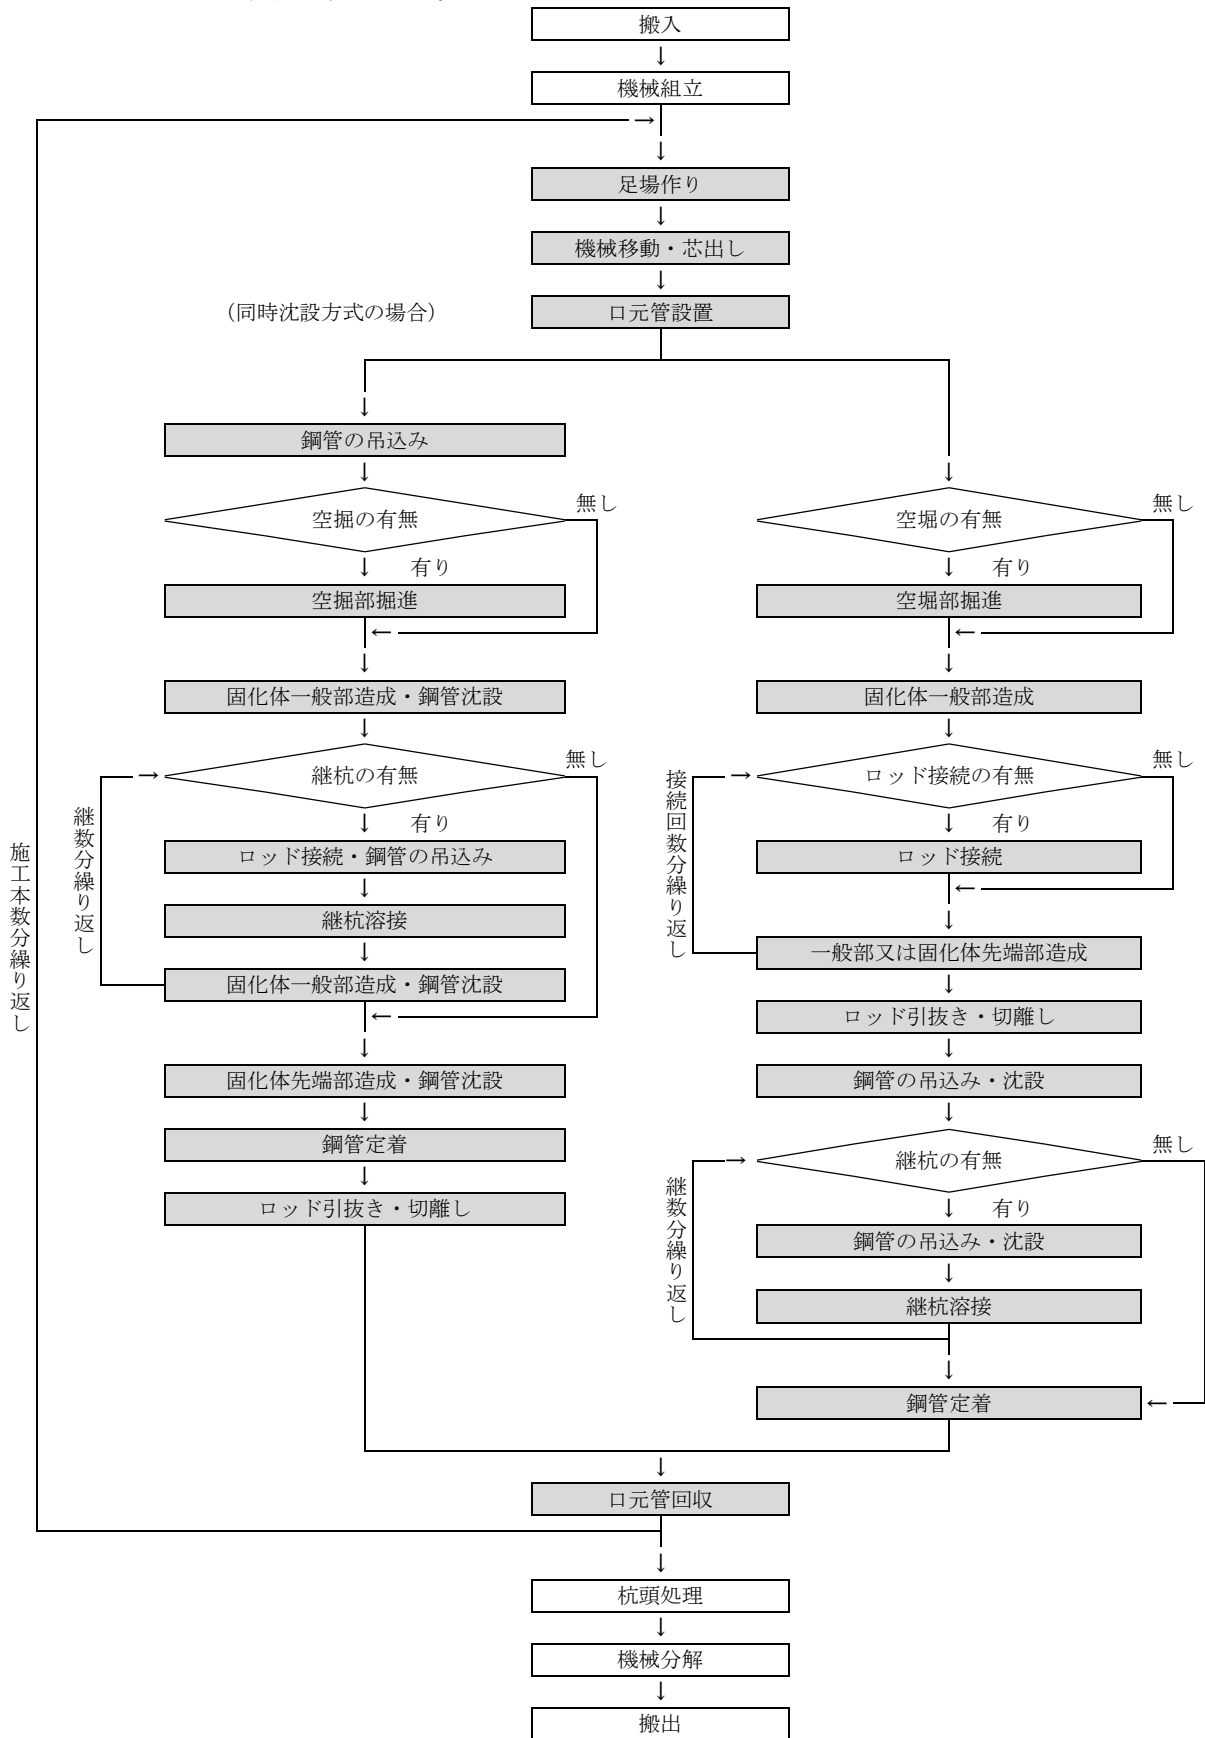 搬入
↓
機械組立
→
↓
足場作り
↓
機械移動・芯出し
↓
(同時沈設方式の場合)
口元管設置
↓
鋼管の吊込み
↓
空掘の有無
無し
↓ 有り
空掘部掘進
←
↓
固化体一般部造成・鋼管沈設
↓
→
継杭の有無
無し
↓ 有り
ロッド接続・鋼管の吊込み
↓
継杭溶接
↓
固化体一般部造成・鋼管沈設
継数分繰り返し
←
↓
固化体先端部造成・鋼管沈設
↓
鋼管定着
↓
ロッド引抜き・切離し
↓
空堀の有無
無し
↓ 有り
空堀部掘進
←
↓
固化体一般部造成
↓
→
ロッド接続の有無
無し
↓ 有り
ロッド接続
←
↓
一般部又は固化体先端部造成
接続回数分繰り返し
↓
ロッド引抜き・切離し
↓
鋼管の吊込み・沈設
↓
→
継杭の有無
無し
↓ 有り
鋼管の吊込み・沈設
↓
継杭溶接
継数分繰り返し
↓
鋼管定着
←
↓
口元管回収
施工本数分繰り返し
↓
杭頭処理
↓
機械分解
↓
搬出